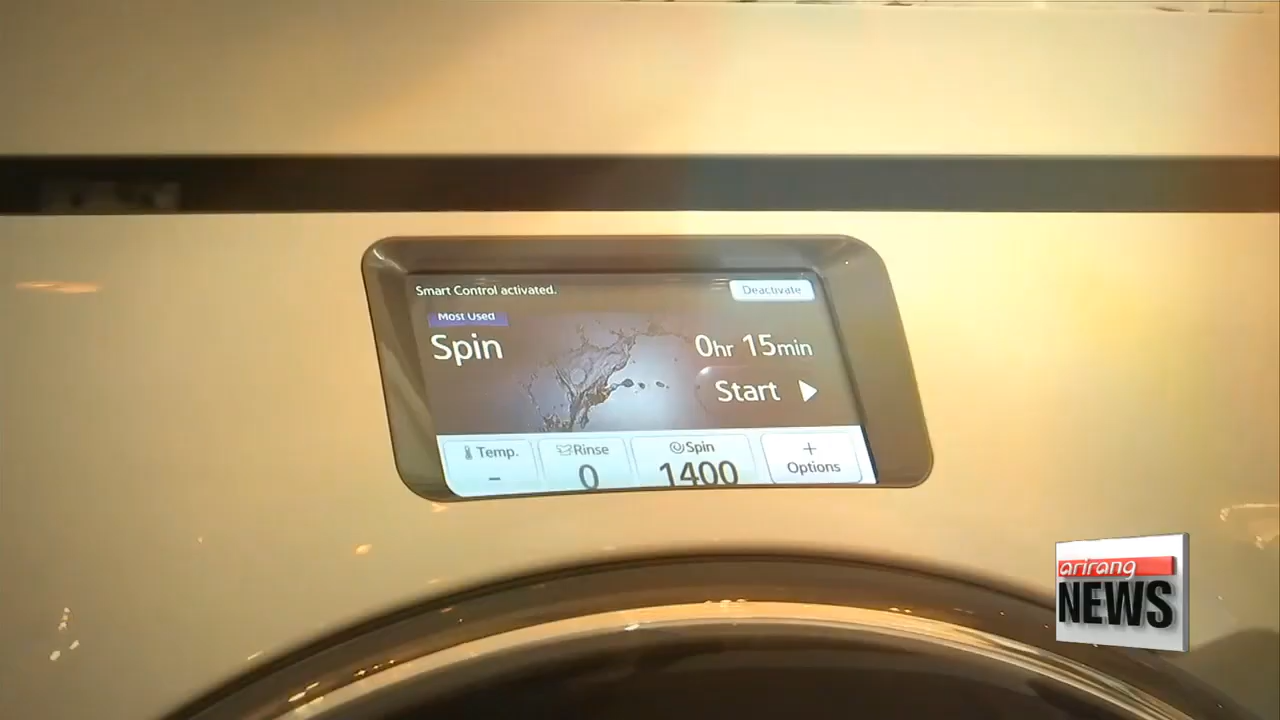 Smart Control activated.
Deactivate
Most Used
Spin
0hr 15min
Start
Temp.
Rinse
Spin
+
Options
-
0
1400
arirang
NEWS